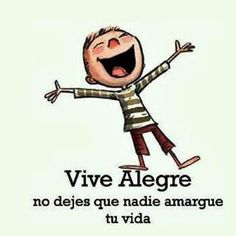 Vive Alegre
no dejes que nadie amargue
tu vida